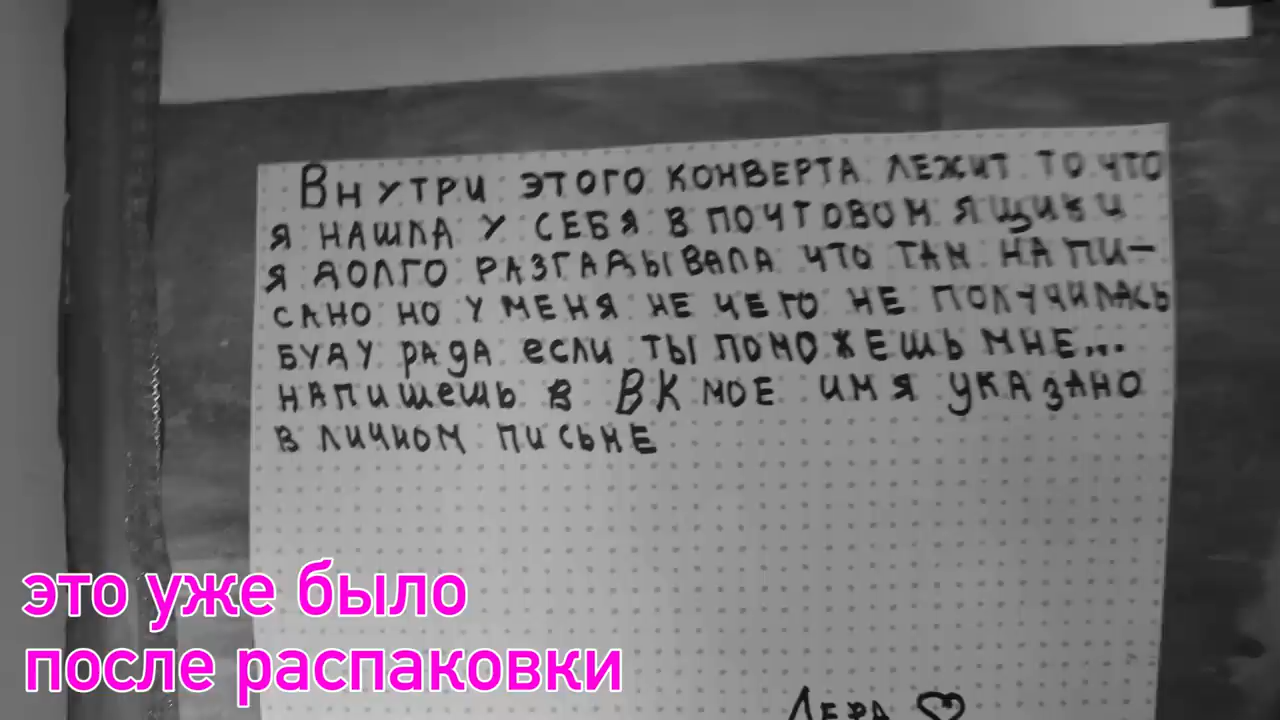 Внутри этого конверта лежит то что
я нашла у себя в почтовом ящики
я долго разгадывала что там напи-
сано но у меня не чего не получилась
буду рада если ты поможешь мне...
напишешь в ВК мое имя указано
в личном письме
Лера
это уже было
после распаковки